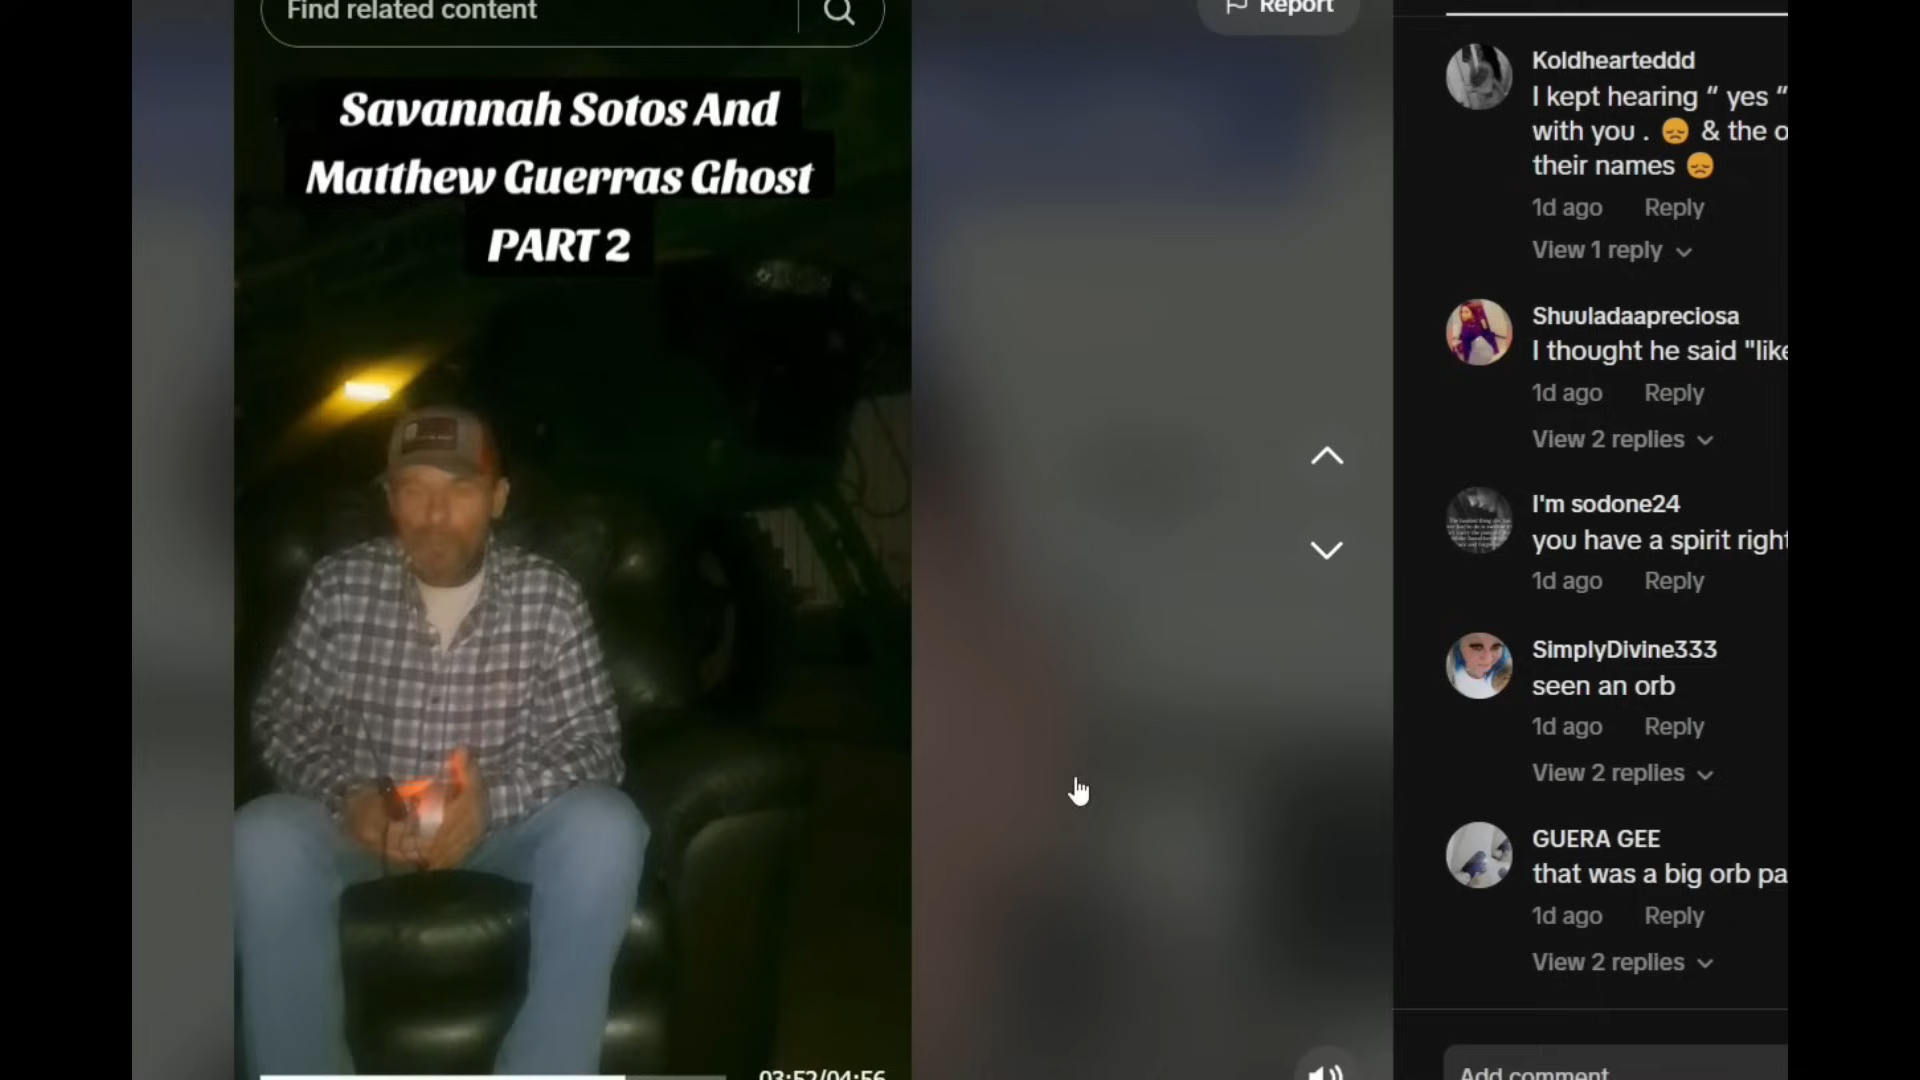 Find related content
Report
Savannah Sotos And
Matthew Guerras Ghost
PART 2
03:52/04:56
Koldhearteddd
I kept hearing “ yes “
with you . 😞 & the o
their names 😞
1d ago Reply
View 1 reply
Shuuladaapreciosa
I thought he said "like
1d ago Reply
View 2 replies
I'm sodone24
you have a spirit right
1d ago Reply
SimplyDivine333
seen an orb
1d ago Reply
View 2 replies
GUERA GEE
that was a big orb pa
1d ago Reply
View 2 replies
Add comment